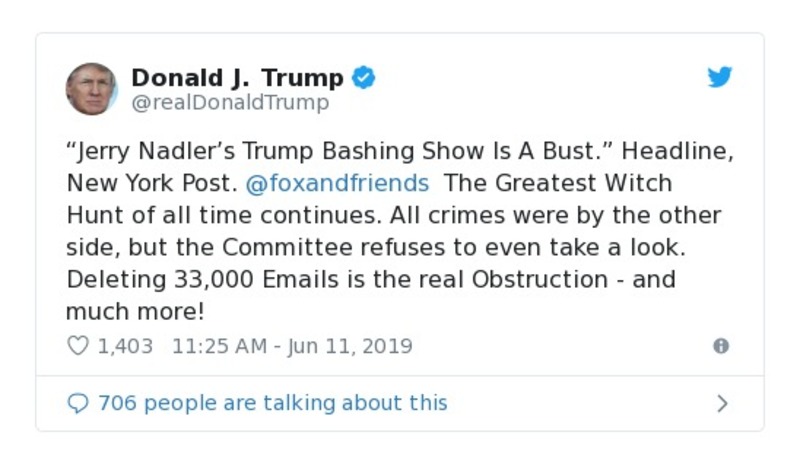 Donald J. Trump
@realDonaldTrump
“Jerry Nadler’s Trump Bashing Show Is A Bust.” Headline,
New York Post. @foxandfriends The Greatest Witch
Hunt of all time continues. All crimes were by the other
side, but the Committee refuses to even take a look.
Deleting 33,000 Emails is the real Obstruction - and
much more!
1,403 11:25 AM - Jun 11, 2019
706 people are talking about this